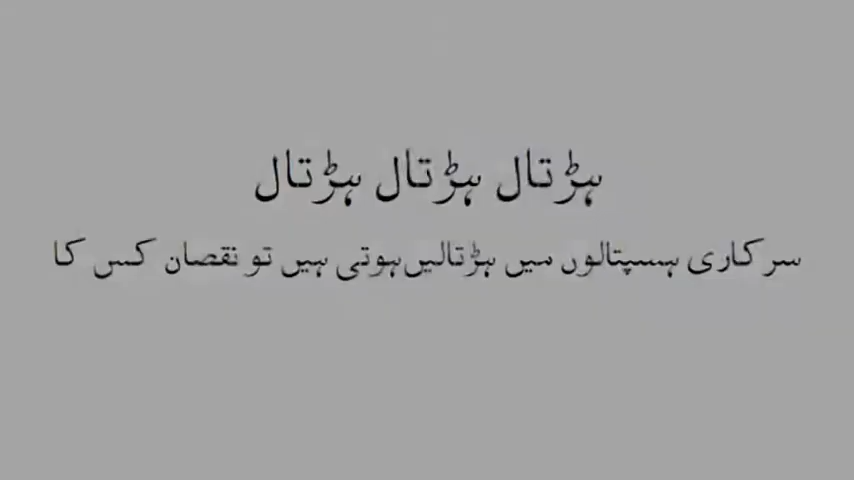 ہڑتال ہڑتال ہڑتال
سرکاری ہسپتالوں میں ہڑتالیں ہوتی ہیں تو نقصان کس کا